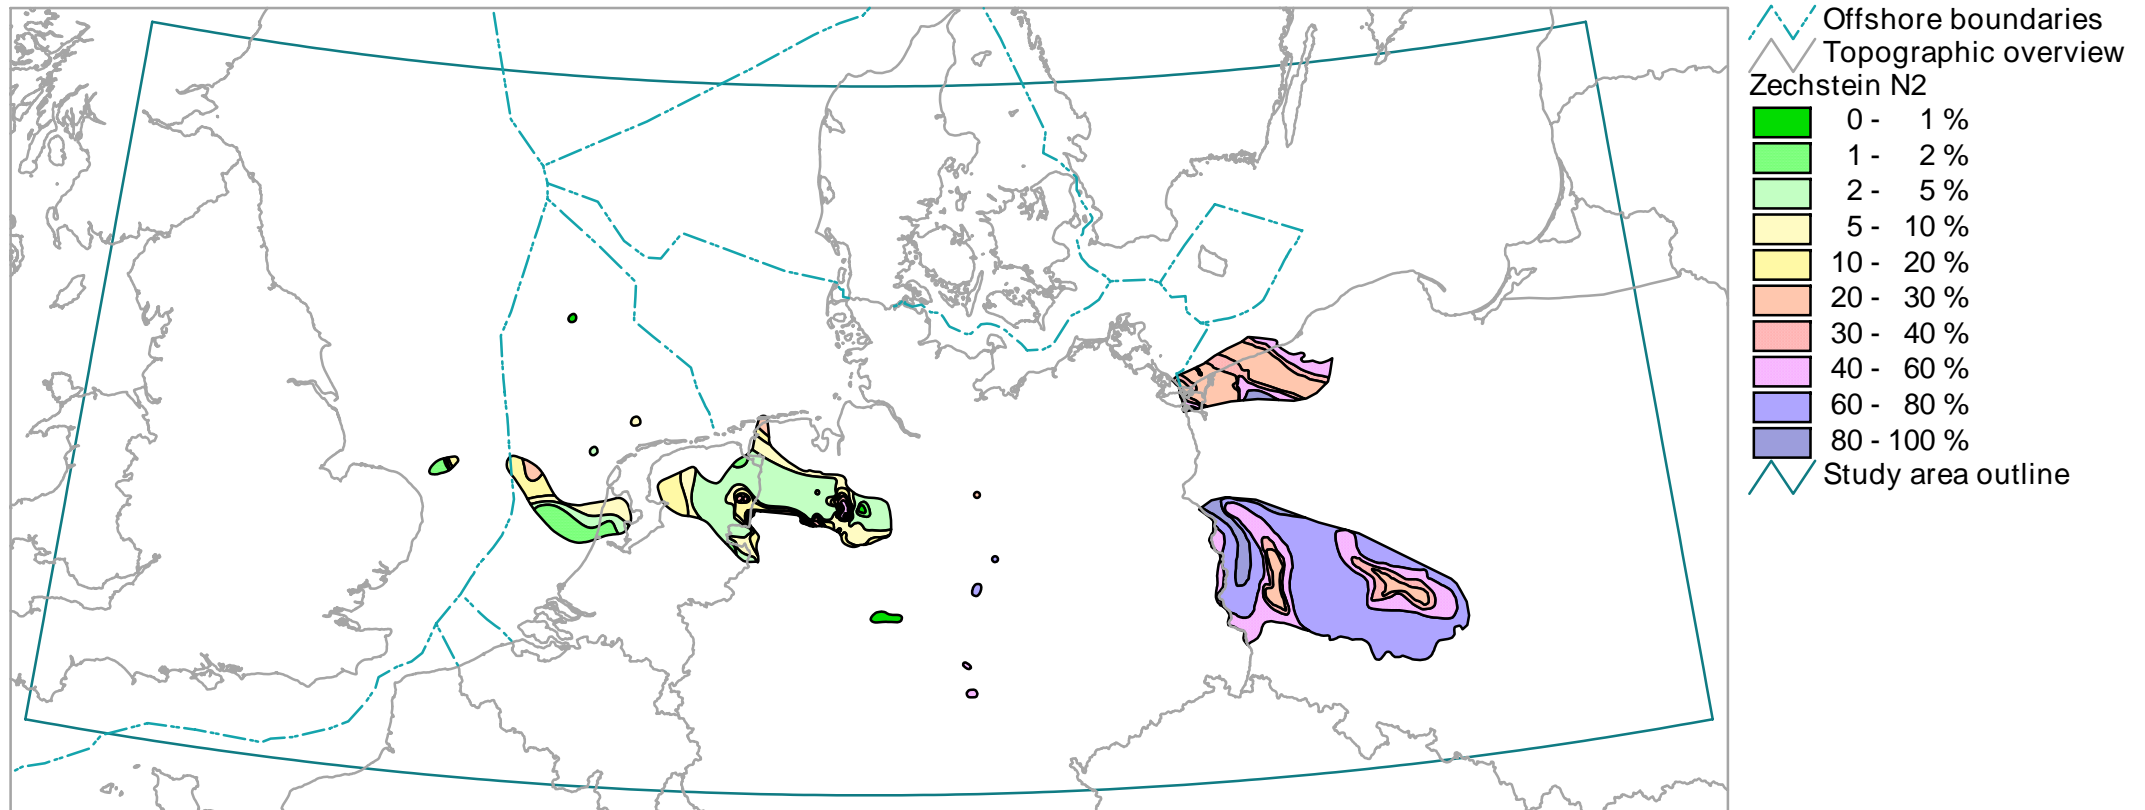 Offshore boundaries
Topographic overview
Zechstein N2
0 - 1 %
1 - 2 %
2 - 5 %
5 - 10 %
10 - 20 %
20 - 30 %
30 - 40 %
40 - 60 %
60 - 80 %
80 - 100 %
Study area outline